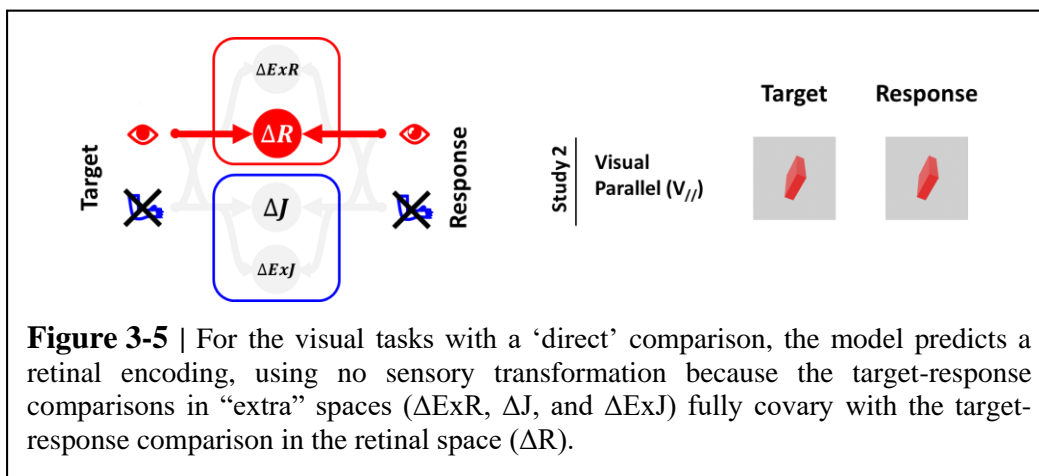 ΔExR
ΔR
Target
Response
ΔJ
ΔExJ
Target Response
Study 2
Visual
Parallel (V//)
Figure 3-5 | For the visual tasks with a ‘direct’ comparison, the model predicts a
retinal encoding, using no sensory transformation because the target-response
comparisons in “extra” spaces (ΔExR, ΔJ, and ΔExJ) fully covary with the target-
response comparison in the retinal space (ΔR).